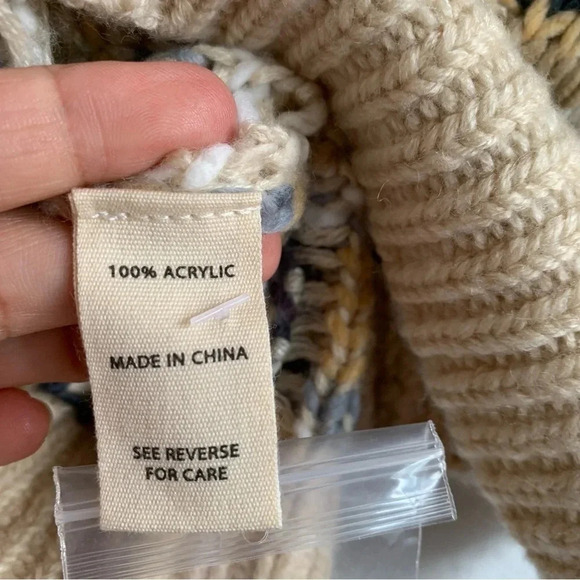 100% ACRYLIC
MADE IN CHINA
SEE REVERSE
FOR CARE